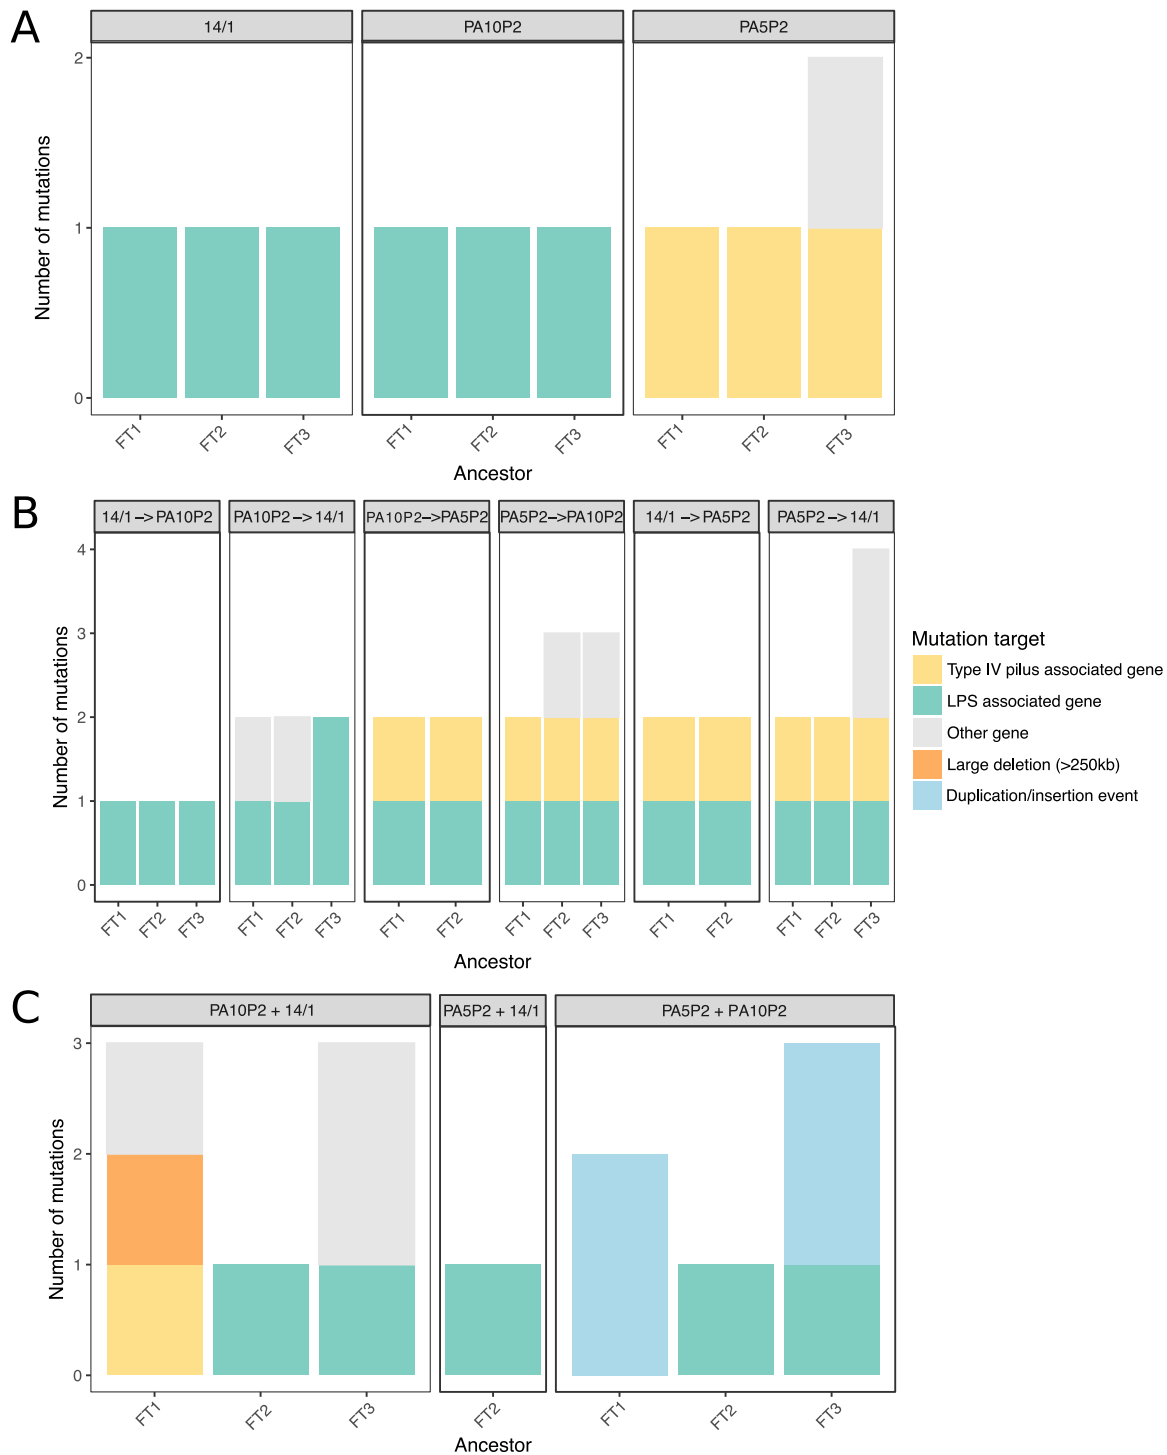 A
14/1 PA10P2 PA5P2
Number of mutations
2
1
0
FT1 FT2 FT3 FT1 FT2 FT3 FT1 FT2 FT3
Ancestor
B
14/1 –> PA10P2 PA10P2 –> 14/1 PA10P2–>PA5P2 PA5P2–>PA10P2 14/1 –> PA5P2 PA5P2 –> 14/1
Number of mutations
4
3
2
1
0
FT1 FT2 FT3 FT1 FT2 FT3 FT1 FT2 FT1 FT2 FT3 FT1 FT2 FT1 FT2 FT3
Ancestor
Mutation target
Type IV pilus associated gene
LPS associated gene
Other gene
Large deletion (>250kb)
Duplication/insertion event
C
PA10P2 + 14/1 PA5P2 + 14/1 PA5P2 + PA10P2
Number of mutations
3
2
1
0
FT1 FT2 FT3 FT2 FT1 FT2 FT3
Ancestor